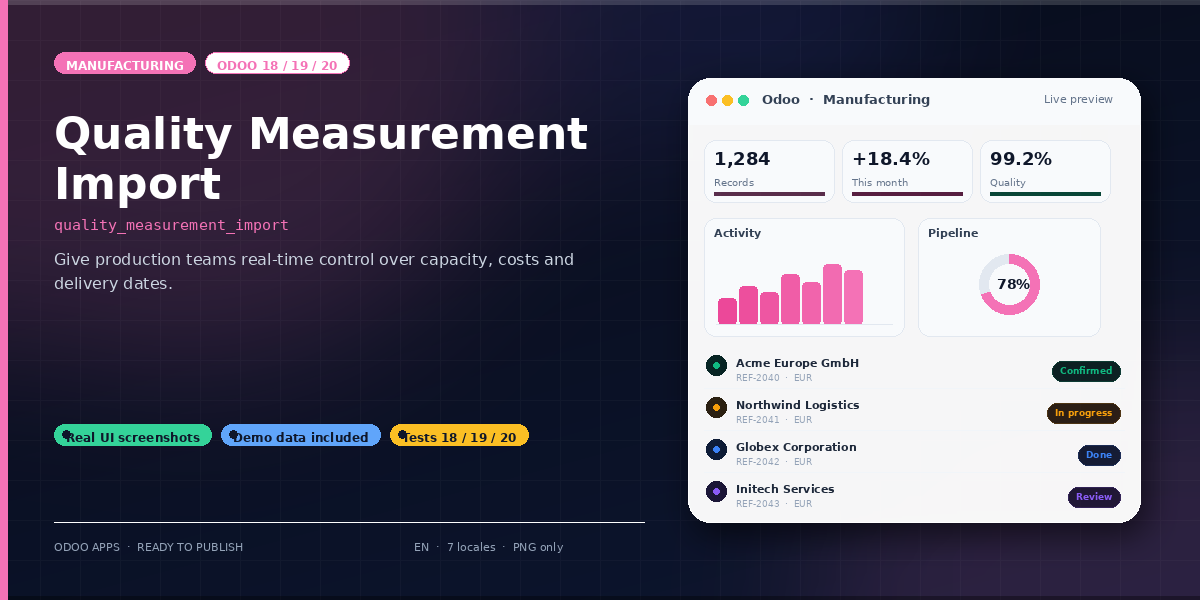 MANUFACTURING
ODOO 18 / 19 / 20
Quality Measurement
Import
quality_measurement_import
Give production teams real-time control over capacity, costs and
delivery dates.
Real UI screenshots
Demo data included
Tests 18 / 19 / 20
ODOO APPS · READY TO PUBLISH
EN · 7 locales · PNG only
Odoo · Manufacturing
Live preview
1,284
Records
+18.4%
This month
99.2%
Quality
Activity
Pipeline
78%
Acme Europe GmbH
REF-2040 · EUR
Confirmed
Northwind Logistics
REF-2041 · EUR
In progress
Globex Corporation
REF-2042 · EUR
Done
Initech Services
REF-2043 · EUR
Review